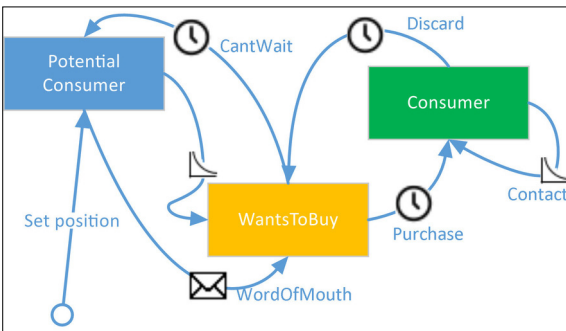 CantWait
Discard
Potential
Consumer
Consumer
Contact
Set position
WantsToBuy
Purchase
WordOfMouth